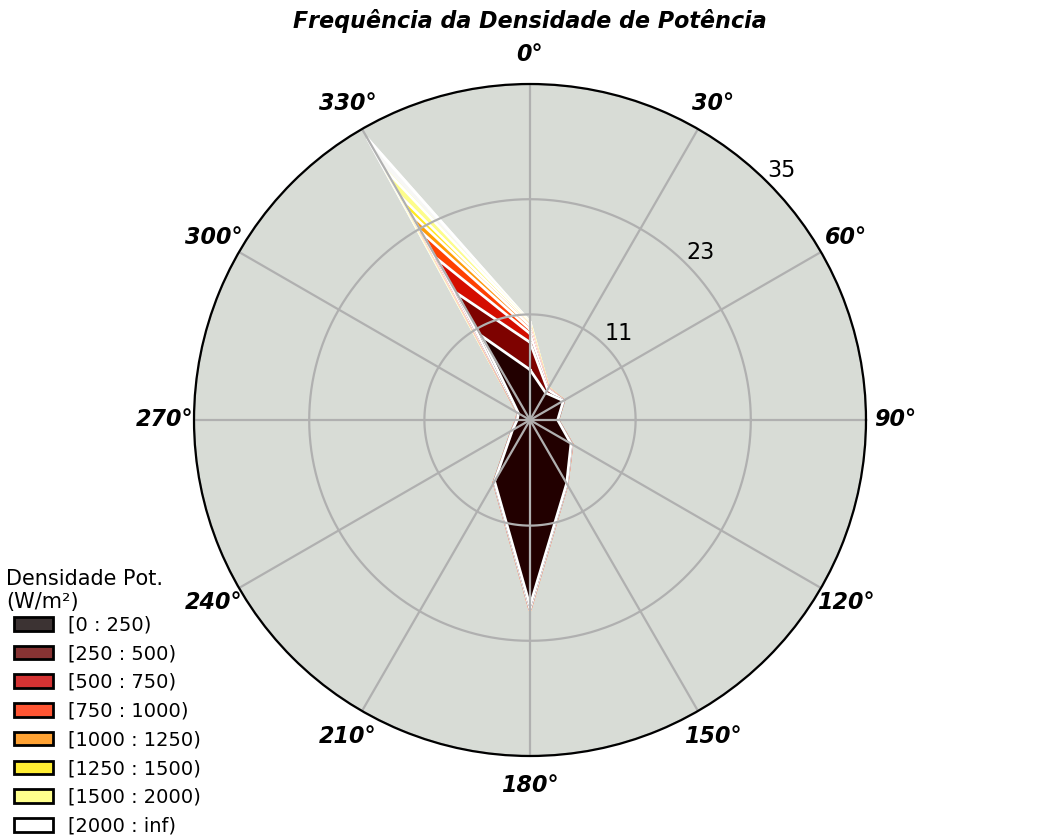 Frequência da Densidade de Potência
0°
330°
30°
35
300°
60°
23
11
270°
90°
240°
120°
210°
150°
180°
Densidade Pot.
(W/m²)
[0 : 250)
[250 : 500)
[500 : 750)
[750 : 1000)
[1000 : 1250)
[1250 : 1500)
[1500 : 2000)
[2000 : inf)